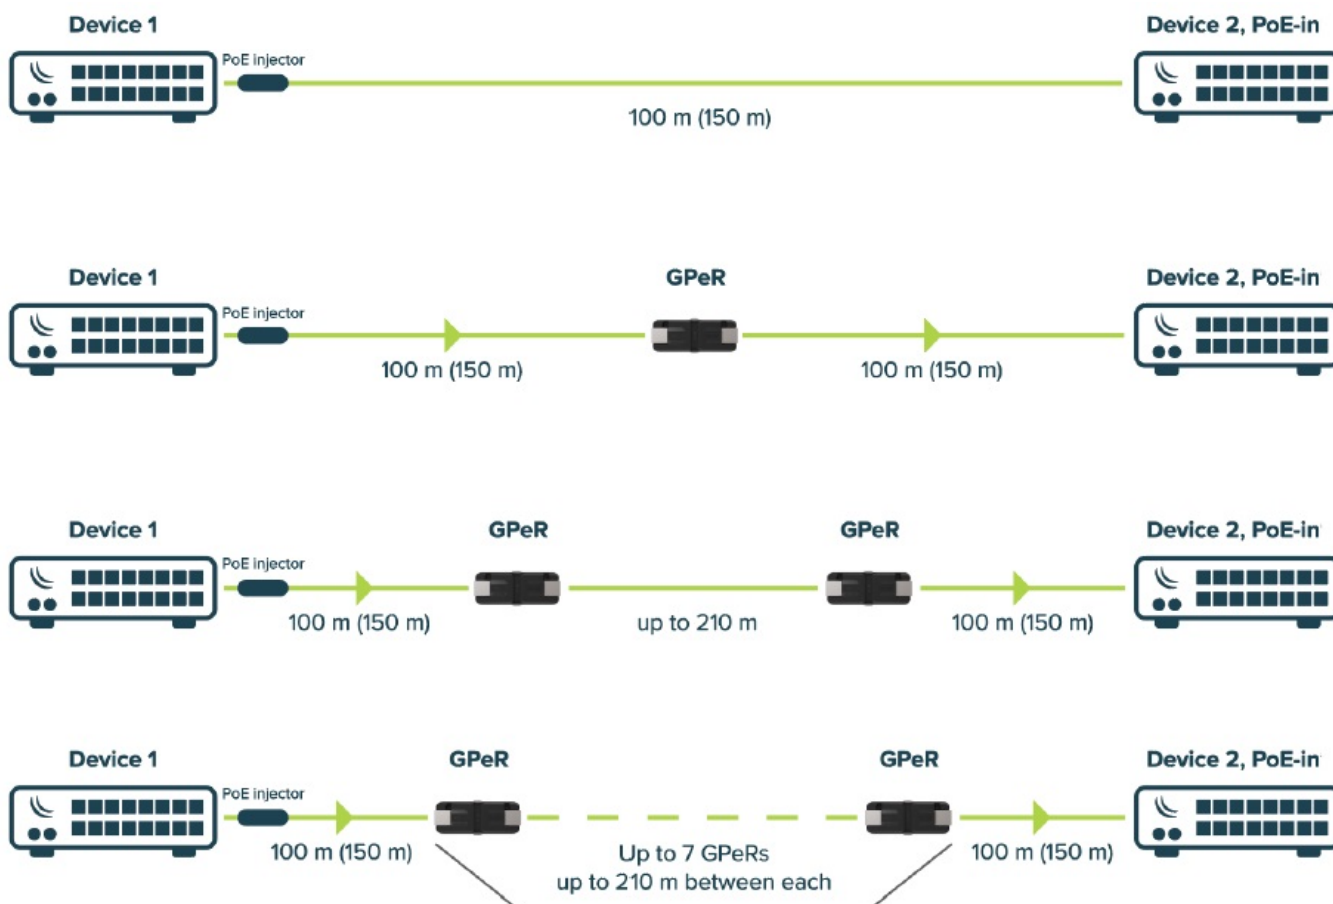 Device 1
Device 2, PoE-in
PoE injector
100 m (150 m)
Device 1
GPeR
Device 2, PoE-in
PoE injector
100 m (150 m)
100 m (150 m)
Device 1
GPeR
GPeR
Device 2, PoE-in
PoE injector
100 m (150 m)
up to 210 m
100 m (150 m)
Device 1
GPeR
GPeR
Device 2, PoE-in
PoE injector
100 m (150 m)
Up to 7 GPeRs
up to 210 m between each
100 m (150 m)